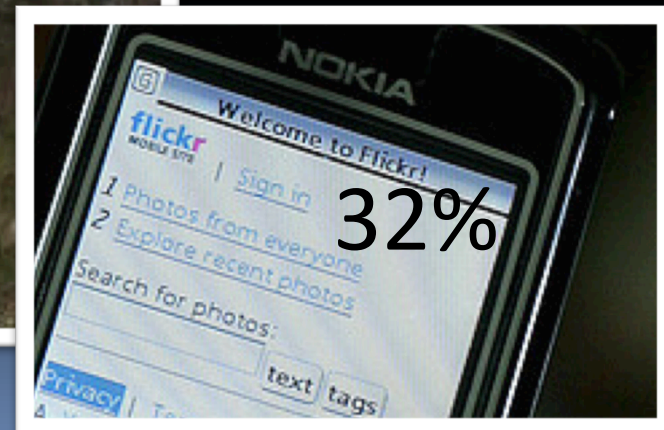 NOKIA
G
Welcome to Flickr!
flickr
MOBILE SITE | Sign in
32%
1 Photos from everyone
2 Explore recent photos
Search for photos:
text tags
Privacy |